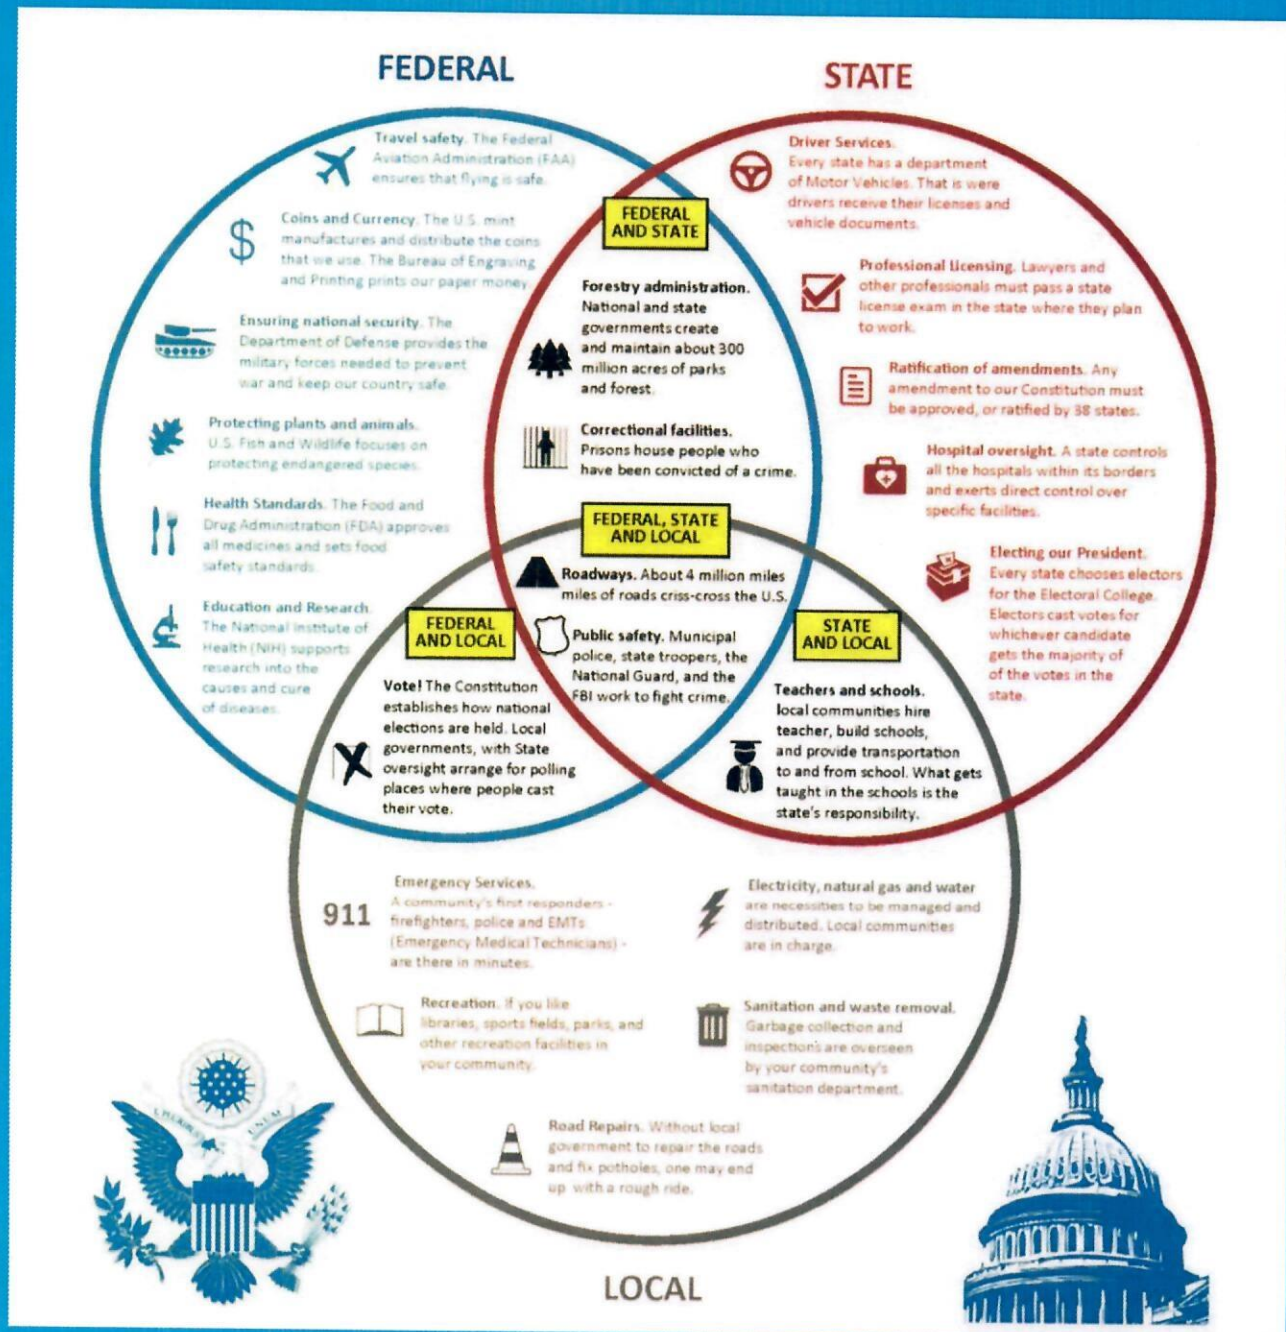 FEDERAL
STATE
Travel safety. The Federal
Aviation Administration (FAA)
ensures that flying is safe.
Coins and Currency. The U.S. mint
manufactures and distribute the coins
that we use. The Bureau of Engraving
and Printing prints our paper money.
$
Ensuring national security. The
Department of Defense provides the
military forces needed to prevent
war and keep our country safe.
Protecting plants and animals.
U.S. Fish and Wildlife focuses on
protecting endangered species.
Health Standards. The Food and
Drug Administration (FDA) approves
all medicines and sets food
safety standards.
Education and Research.
The National Institute of
Health (NIH) supports
research into the
causes and cure
of diseases.
FEDERAL
AND STATE
Forestry administration.
National and state
governments create
and maintain about 300
million acres of parks
and forest.
Correctional facilities.
Prisons house people who
have been convicted of a crime.
Driver Services.
Every state has a department
of Motor Vehicles. That is were
drivers receive their licenses and
vehicle documents.
Professional Licensing. Lawyers and
other professionals must pass a state
license exam in the state where they plan
to work.
Ratification of amendments. Any
amendment to our Constitution must
be approved, or ratified by 38 states.
Hospital oversight. A state controls
all the hospitals within its borders
and exerts direct control over
specific facilities.
Electing our President.
Every state chooses electors
for the Electoral College.
Electors cast votes for
whichever candidate
gets the majority of
of the votes in the
state.
FEDERAL, STATE
AND LOCAL
Roadways. About 4 million miles
miles of roads criss-cross the U.S.
Public safety. Municipal
police, state troopers, the
National Guard, and the
FBI work to fight crime.
FEDERAL
AND LOCAL
Vote! The Constitution
establishes how national
elections are held. Local
governments, with State
oversight arrange for polling
places where people cast
their vote.
STATE
AND LOCAL
Teachers and schools.
local communities hire
teacher, build schools,
and provide transportation
to and from school. What gets
taught in the schools is the
state's responsibility.
911
Emergency Services.
A community's first responders -
firefighters, police and EMTs
(Emergency Medical Technicians) -
are there in minutes.
Electricity, natural gas and water
are necessities to be managed and
distributed. Local communities
are in charge.
Recreation. If you like
libraries, sports fields, parks, and
other recreation facilities in
your community.
Sanitation and waste removal.
Garbage collection and
inspections are overseen
by your community's
sanitation department.
Road Repairs. Without local
government to repair the roads
and fix potholes, one may end
up with a rough ride.
LOCAL